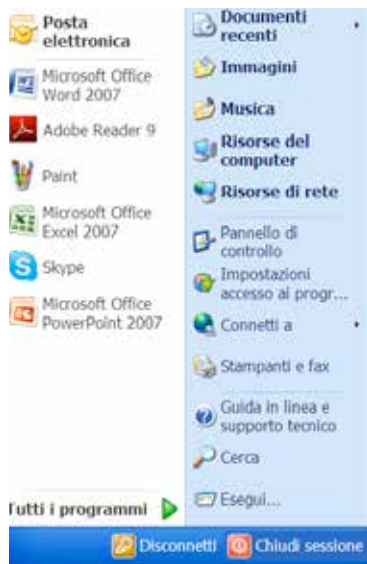 Posta
elettronica
Microsoft Office
Word 2007
Adobe Reader 9
Paint
Microsoft Office
Excel 2007
Skype
Microsoft Office
PowerPoint 2007
Tutti i programmi
Documenti
recenti
Immagini
Musica
Risorse del
computer
Risorse di rete
Pannello di
controllo
Impostazioni
accesso ai progr...
Connetti a
Stampanti e fax
Guida in linea e
supporto tecnico
Cerca
Esegui...
Disconnetti
Chiudi sessione